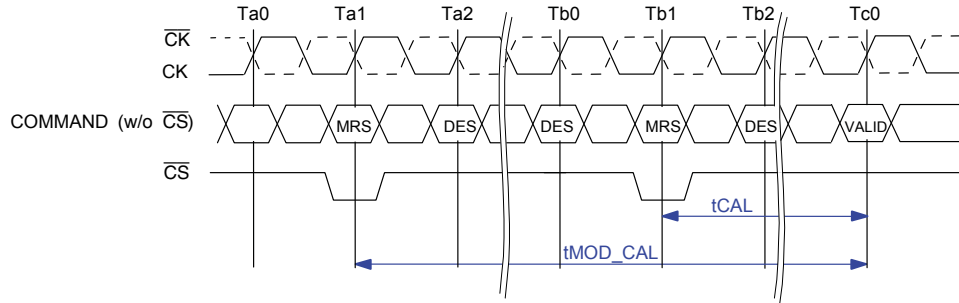 Ta0 Ta1 Ta2 Tb0 Tb1 Tb2 Tc0
CK
CK
COMMAND (w/o CS) MRS DES DES MRS DES VALID
CS
tCAL
tMOD_CAL